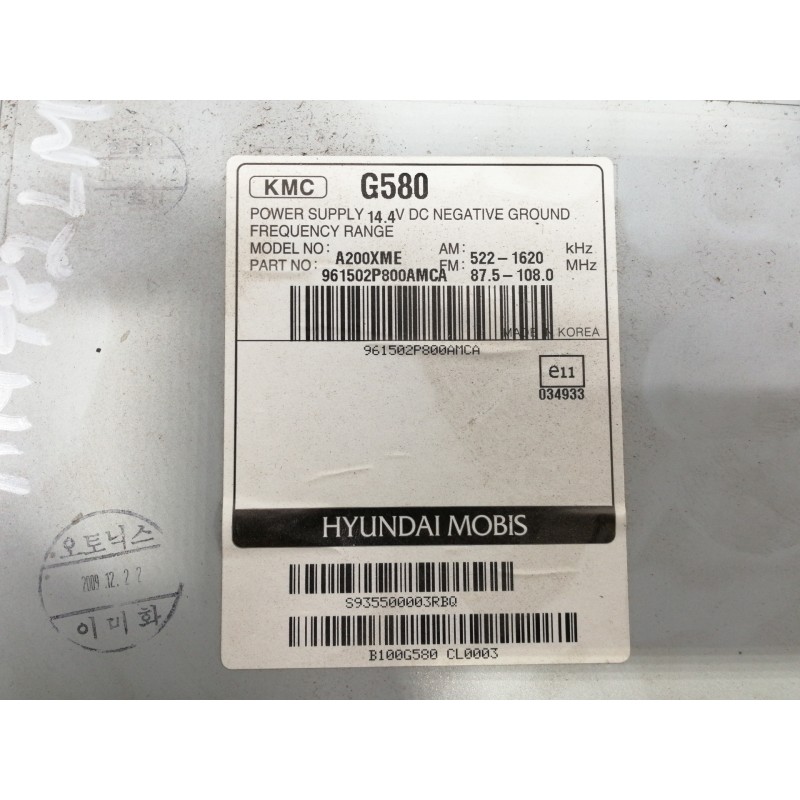 KMC G580
POWER SUPPLY 14.4V DC NEGATIVE GROUND
FREQUENCY RANGE
MODEL NO: A200XME AM: 522-1620 kHz
PART NO: 961502P800AMCA FM: 87.5-108.0 MHz
MADE IN KOREA
961502P800AMCA
e11
034933
HYUNDAI MOBIS
S935500003RBQ
B100G580 CL0003
오토닉스
2009.12.22
이미화